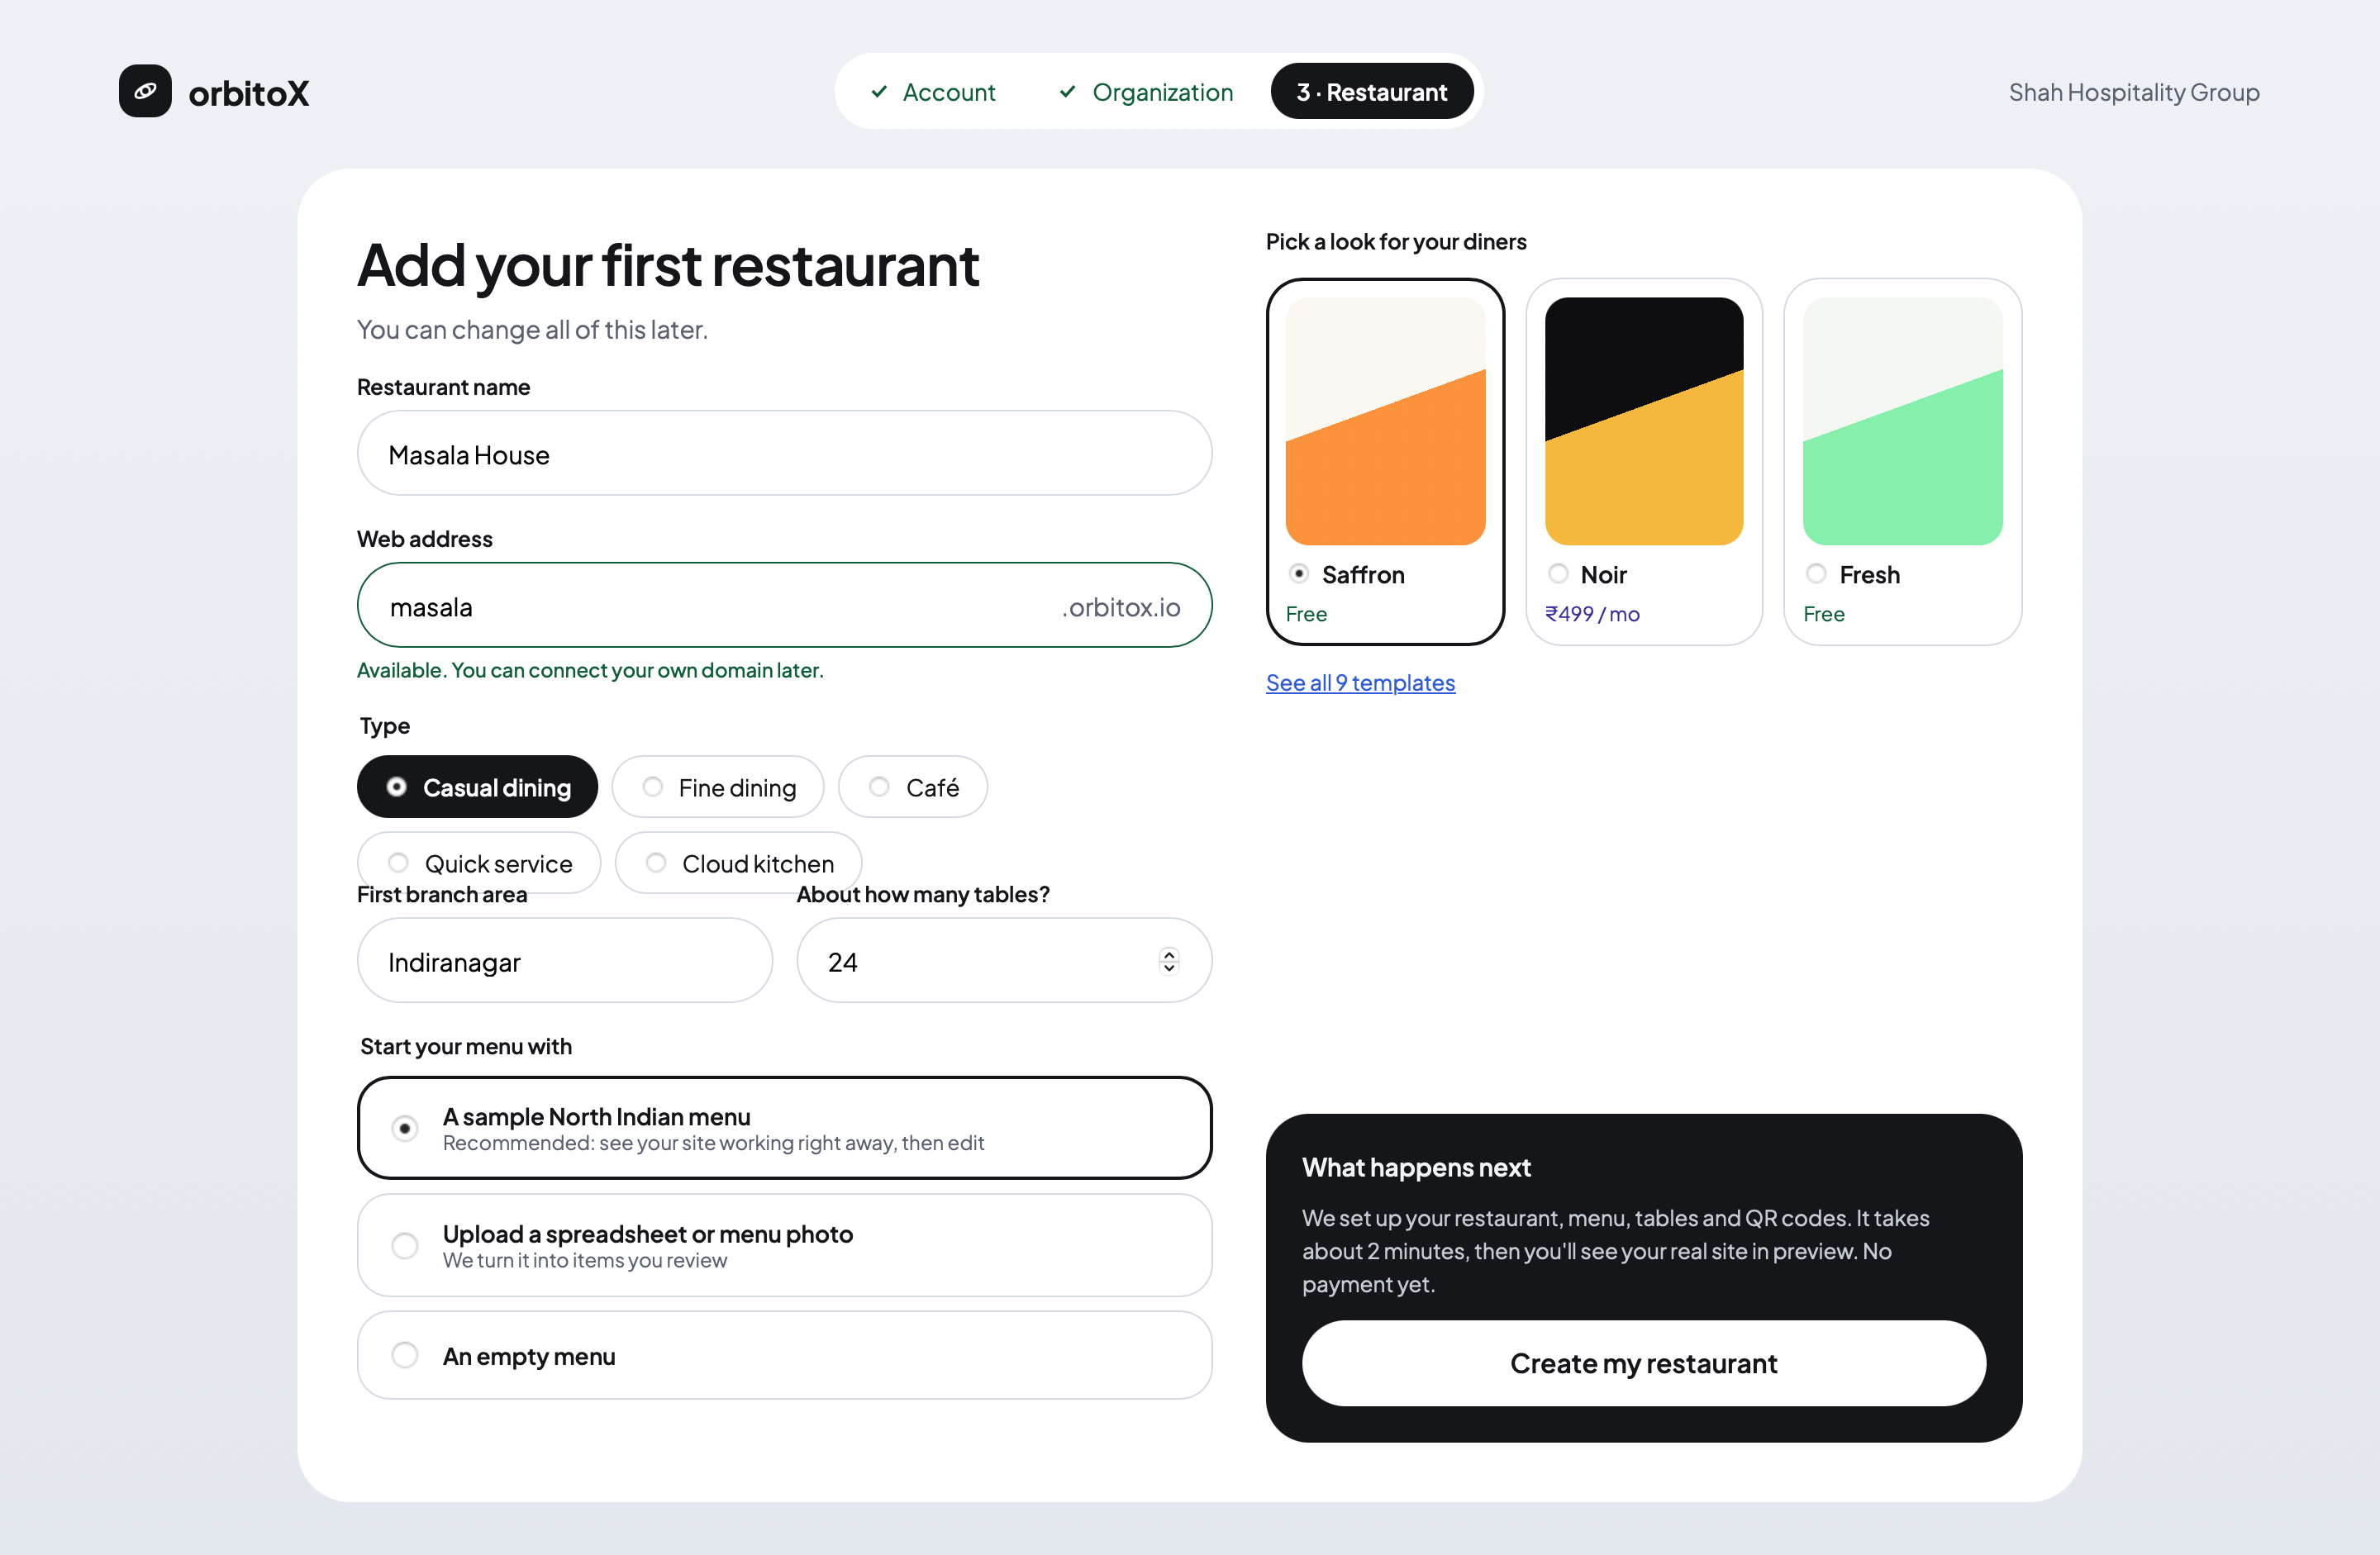 orbitoX
Account
Organization
3 · Restaurant
Shah Hospitality Group
Add your first restaurant
You can change all of this later.
Restaurant name
Masala House
Web address
masala .orbitox.io
Available. You can connect your own domain later.
Type
Casual dining
Fine dining
Café
Quick service
Cloud kitchen
First branch area
About how many tables?
Indiranagar
24
Start your menu with
A sample North Indian menu
Recommended: see your site working right away, then edit
Upload a spreadsheet or menu photo
We turn it into items you review
An empty menu
Pick a look for your diners
Saffron
Free
Noir
₹499 / mo
Fresh
Free
See all 9 templates
What happens next
We set up your restaurant, menu, tables and QR codes. It takes
about 2 minutes, then you'll see your real site in preview. No
payment yet.
Create my restaurant